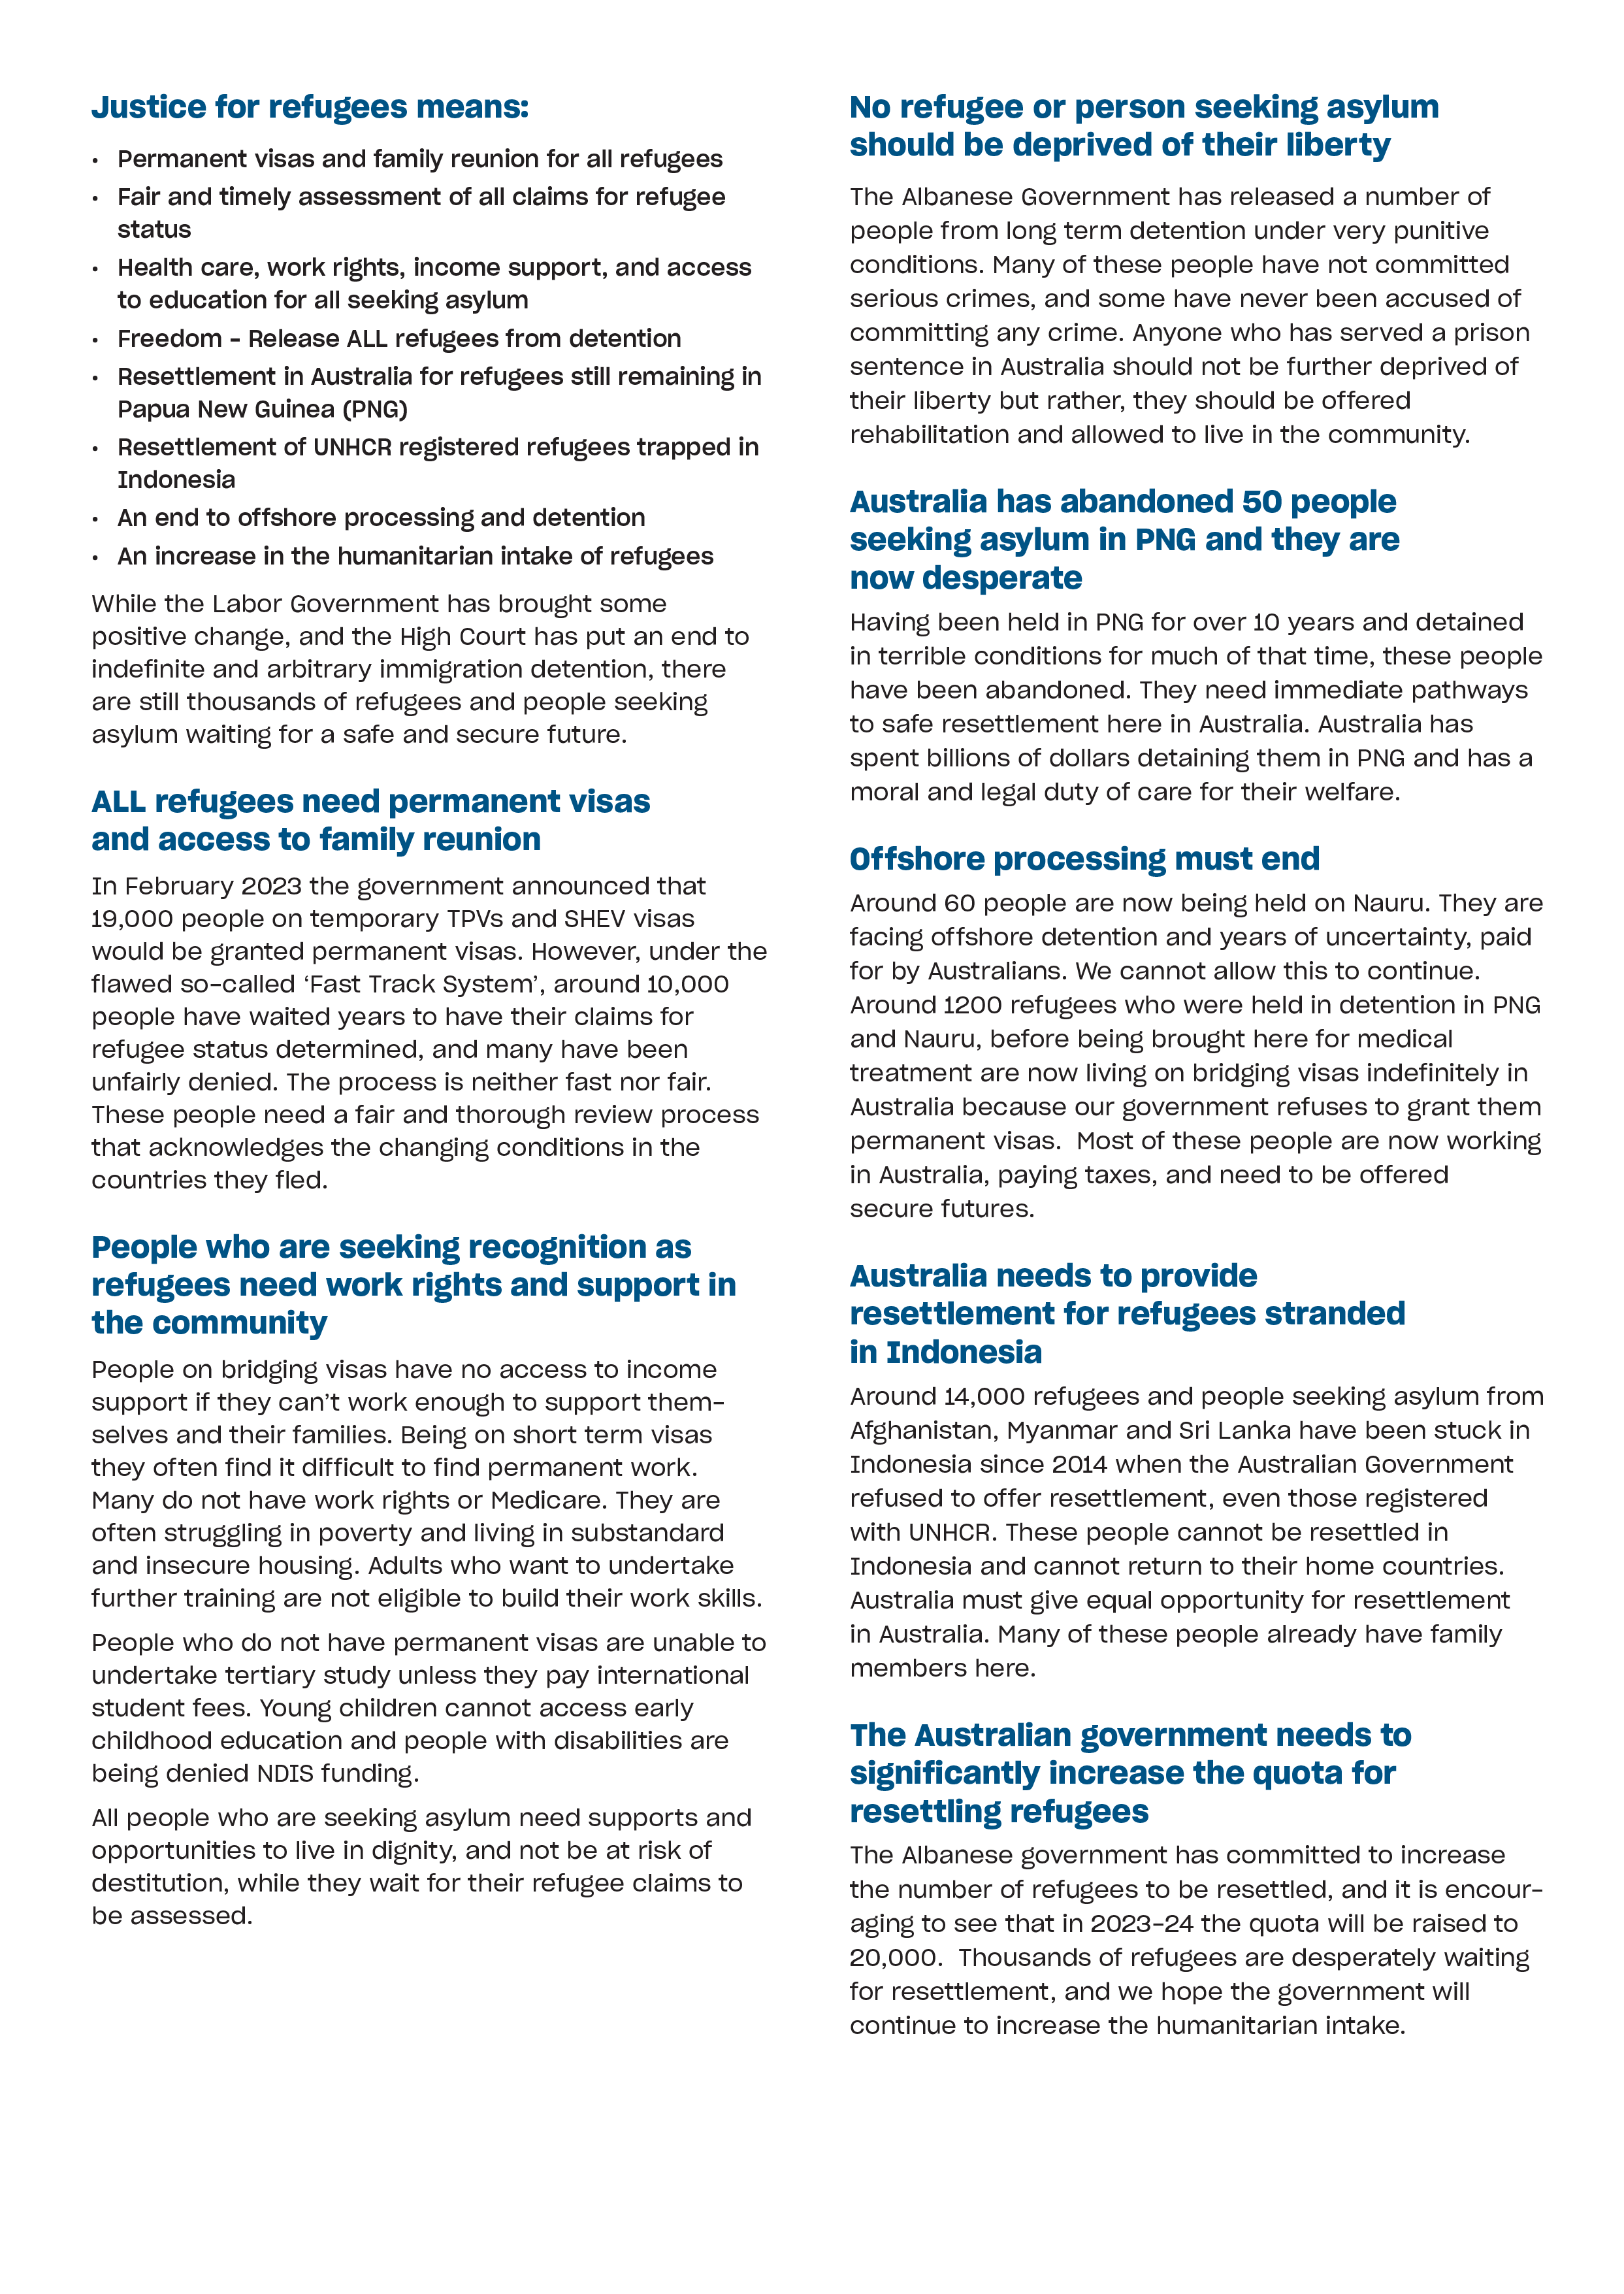 Justice for refugees means:
• Permanent visas and family reunion for all refugees
• Fair and timely assessment of all claims for refugee
status
• Health care, work rights, income support, and access
to education for all seeking asylum
• Freedom - Release ALL refugees from detention
• Resettlement in Australia for refugees still remaining in
Papua New Guinea (PNG)
• Resettlement of UNHCR registered refugees trapped in
Indonesia
• An end to offshore processing and detention
• An increase in the humanitarian intake of refugees
While the Labor Government has brought some
positive change, and the High Court has put an end to
indefinite and arbitrary immigration detention, there
are still thousands of refugees and people seeking
asylum waiting for a safe and secure future.
ALL refugees need permanent visas
and access to family reunion
In February 2023 the government announced that
19,000 people on temporary TPVs and SHEV visas
would be granted permanent visas. However, under the
flawed so-called ‘Fast Track System’, around 10,000
people have waited years to have their claims for
refugee status determined, and many have been
unfairly denied. The process is neither fast nor fair.
These people need a fair and thorough review process
that acknowledges the changing conditions in the
countries they fled.
People who are seeking recognition as
refugees need work rights and support in
the community
People on bridging visas have no access to income
support if they can’t work enough to support them-
selves and their families. Being on short term visas
they often find it difficult to find permanent work.
Many do not have work rights or Medicare. They are
often struggling in poverty and living in substandard
and insecure housing. Adults who want to undertake
further training are not eligible to build their work skills.
People who do not have permanent visas are unable to
undertake tertiary study unless they pay international
student fees. Young children cannot access early
childhood education and people with disabilities are
being denied NDIS funding.
All people who are seeking asylum need supports and
opportunities to live in dignity, and not be at risk of
destitution, while they wait for their refugee claims to
be assessed.
No refugee or person seeking asylum
should be deprived of their liberty
The Albanese Government has released a number of
people from long term detention under very punitive
conditions. Many of these people have not committed
serious crimes, and some have never been accused of
committing any crime. Anyone who has served a prison
sentence in Australia should not be further deprived of
their liberty but rather, they should be offered
rehabilitation and allowed to live in the community.
Australia has abandoned 50 people
seeking asylum in PNG and they are
now desperate
Having been held in PNG for over 10 years and detained
in terrible conditions for much of that time, these people
have been abandoned. They need immediate pathways
to safe resettlement here in Australia. Australia has
spent billions of dollars detaining them in PNG and has a
moral and legal duty of care for their welfare.
Offshore processing must end
Around 60 people are now being held on Nauru. They are
facing offshore detention and years of uncertainty, paid
for by Australians. We cannot allow this to continue.
Around 1200 refugees who were held in detention in PNG
and Nauru, before being brought here for medical
treatment are now living on bridging visas indefinitely in
Australia because our government refuses to grant them
permanent visas.  Most of these people are now working
in Australia, paying taxes, and need to be offered
secure futures.
Australia needs to provide
resettlement for refugees stranded
in Indonesia
Around 14,000 refugees and people seeking asylum from
Afghanistan, Myanmar and Sri Lanka have been stuck in
Indonesia since 2014 when the Australian Government
refused to offer resettlement, even those registered
with UNHCR. These people cannot be resettled in
Indonesia and cannot return to their home countries.
Australia must give equal opportunity for resettlement
in Australia. Many of these people already have family
members here.
The Australian government needs to
significantly increase the quota for
resettling refugees
The Albanese government has committed to increase
the number of refugees to be resettled, and it is encour-
aging to see that in 2023-24 the quota will be raised to
20,000.  Thousands of refugees are desperately waiting
for resettlement, and we hope the government will
continue to increase the humanitarian intake.